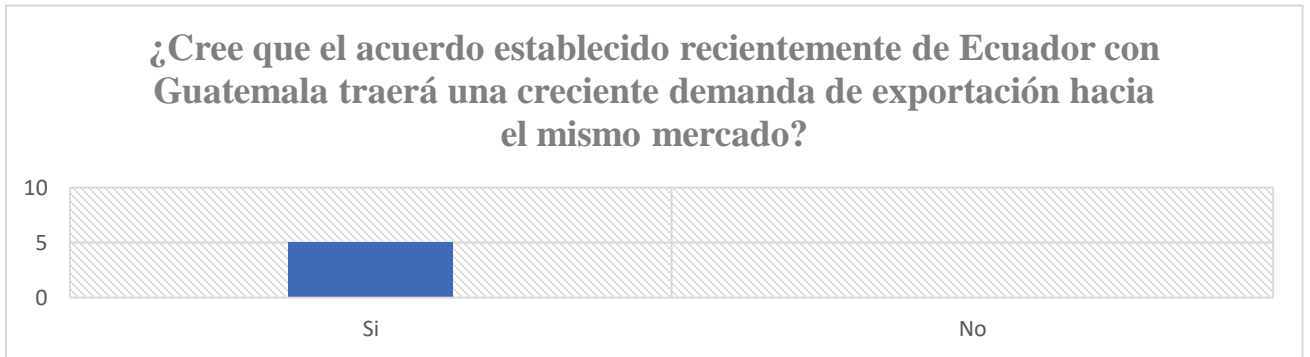 ¿Cree que el acuerdo establecido recientemente de Ecuador con
Guatemala traerá una creciente demanda de exportación hacia
el mismo mercado?
10
5
0
Si
No